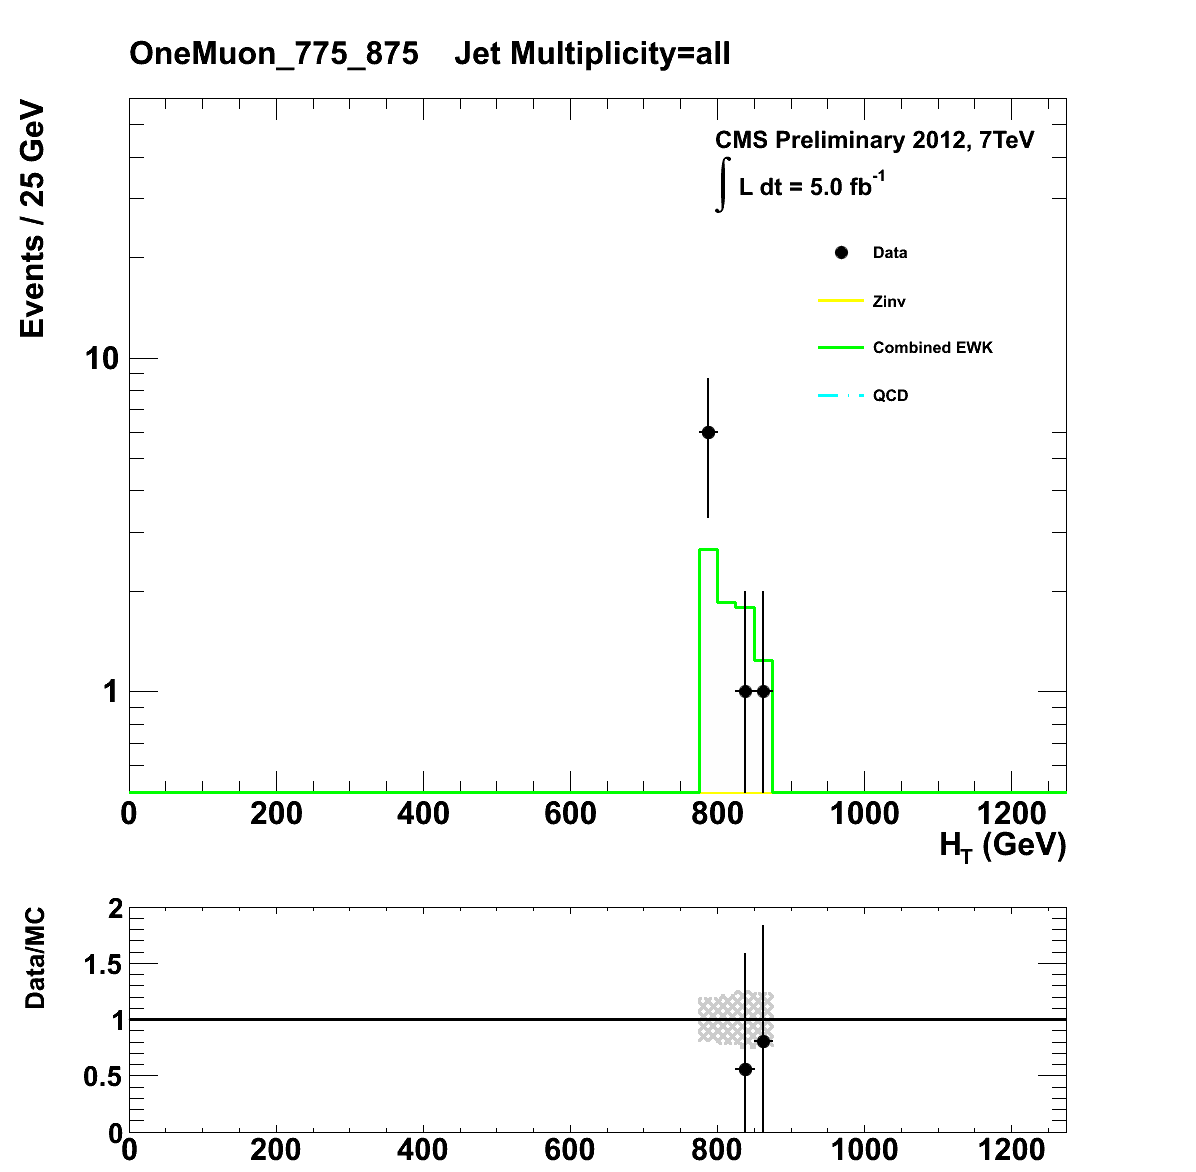 OneMuon_775_875 Jet Multiplicity=all
Events / 25 GeV
CMS Preliminary 2012, 7TeV
∫ L dt = 5.0 fb⁻¹
Data
Zinv
Combined EWK
QCD
10
1
0 200 400 600 800 1000 1200
H_T (GeV)
Data/MC
2
1.5
1
0.5
0
0 200 400 600 800 1000 1200